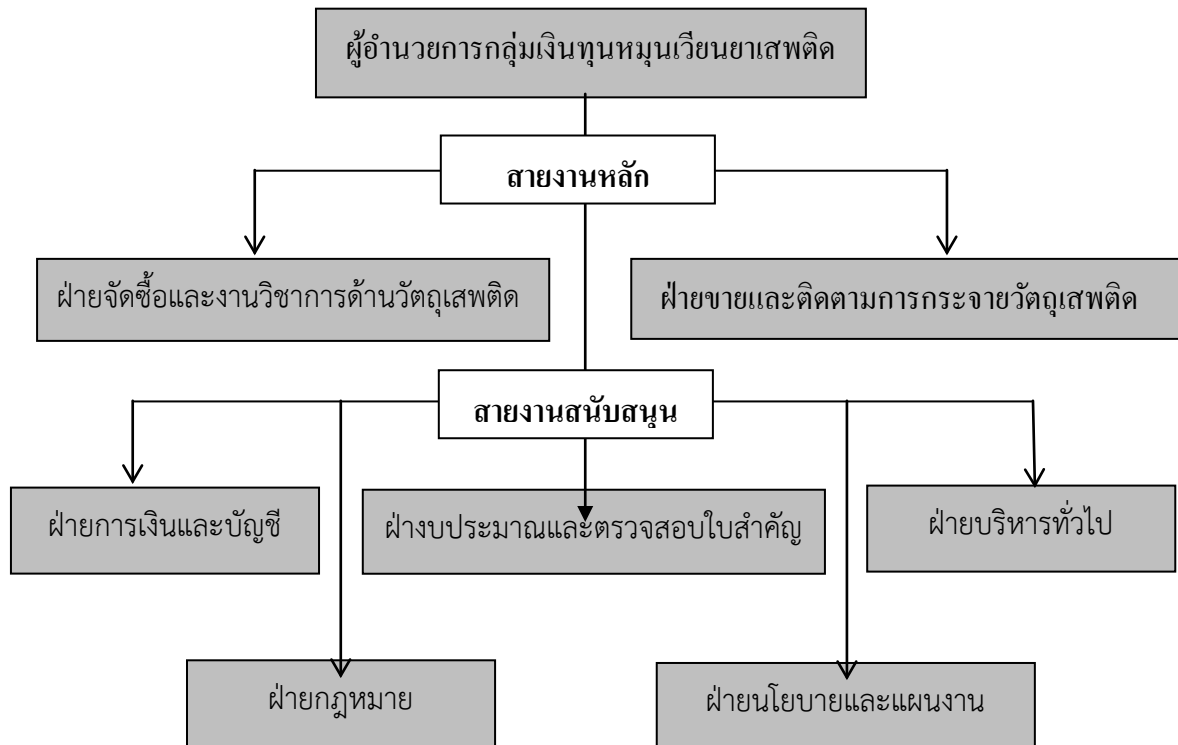 ผู้อำนวยการกลุ่มเงินทุนหมุนเวียนยาเสพติด
สายงานหลัก
ฝ่ายจัดซื้อและงานวิชาการด้านวัตถุเสพติด
ฝ่ายขายและติดตามการกระจายวัตถุเสพติด
สายงานสนับสนุน
ฝ่ายการเงินและบัญชี
ฝ่างบประมาณและตรวจสอบใบสำคัญ
ฝ่ายบริหารทั่วไป
ฝ่ายกฎหมาย
ฝ่ายนโยบายและแผนงาน